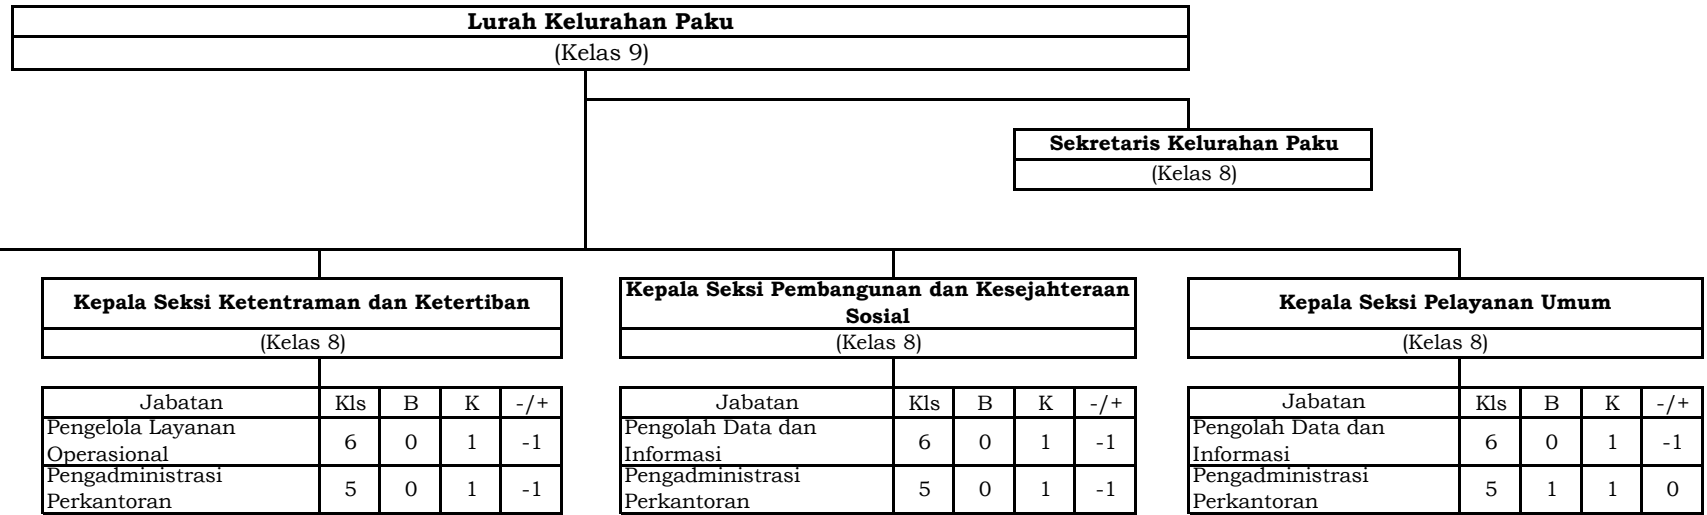 Lurah Kelurahan Paku
(Kelas 9)
Sekretaris Kelurahan Paku
(Kelas 8)
Kepala Seksi Ketentraman dan Ketertiban
(Kelas 8)
Jabatan Kls B K -/+
Pengelola Layanan
Operasional 6 0 1 -1
Pengadministrasi
Perkantoran 5 0 1 -1
Kepala Seksi Pembangunan dan Kesejahteraan
Sosial
(Kelas 8)
Jabatan Kls B K -/+
Pengolah Data dan
Informasi 6 0 1 -1
Pengadministrasi
Perkantoran 5 0 1 -1
Kepala Seksi Pelayanan Umum
(Kelas 8)
Jabatan Kls B K -/+
Pengolah Data dan
Informasi 6 0 1 -1
Pengadministrasi
Perkantoran 5 1 1 0